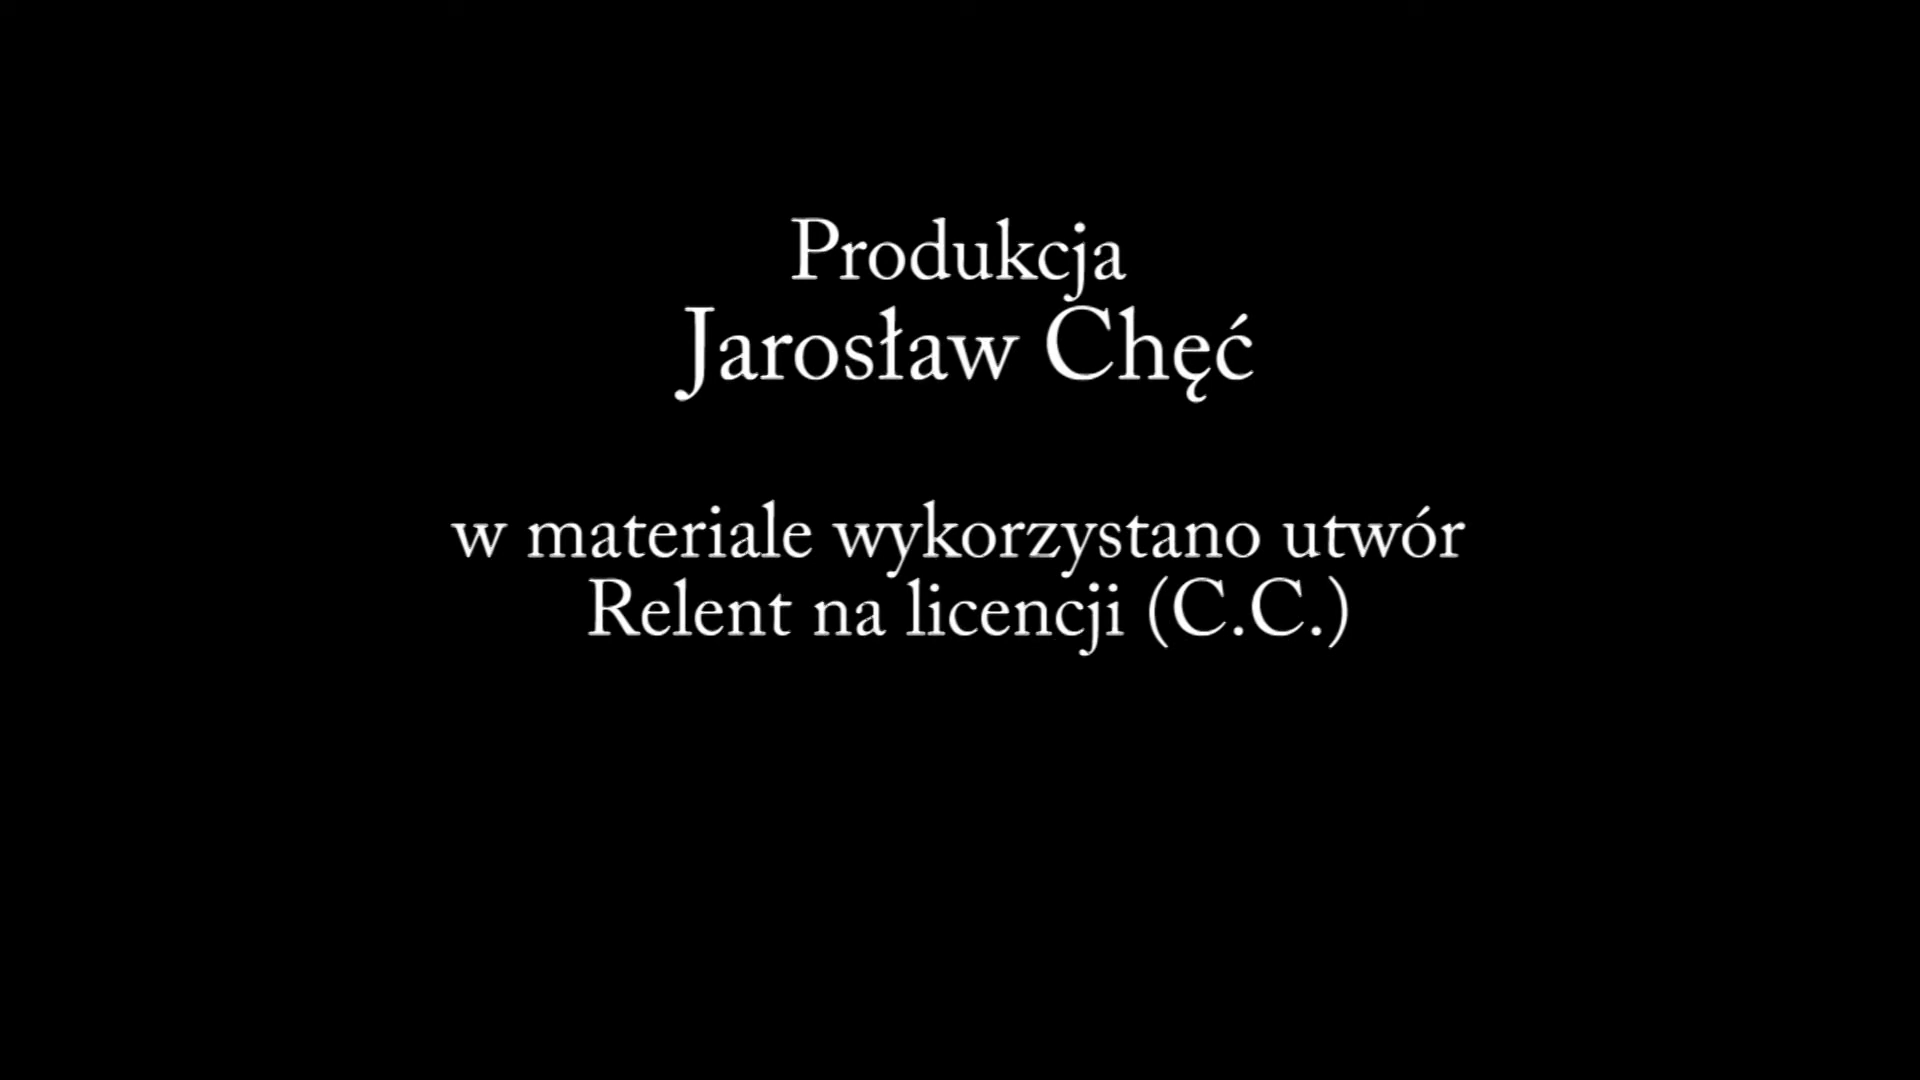 Produkcja
Jarosław Chęć
w materiale wykorzystano utwór
Relent na licencji (C.C.)